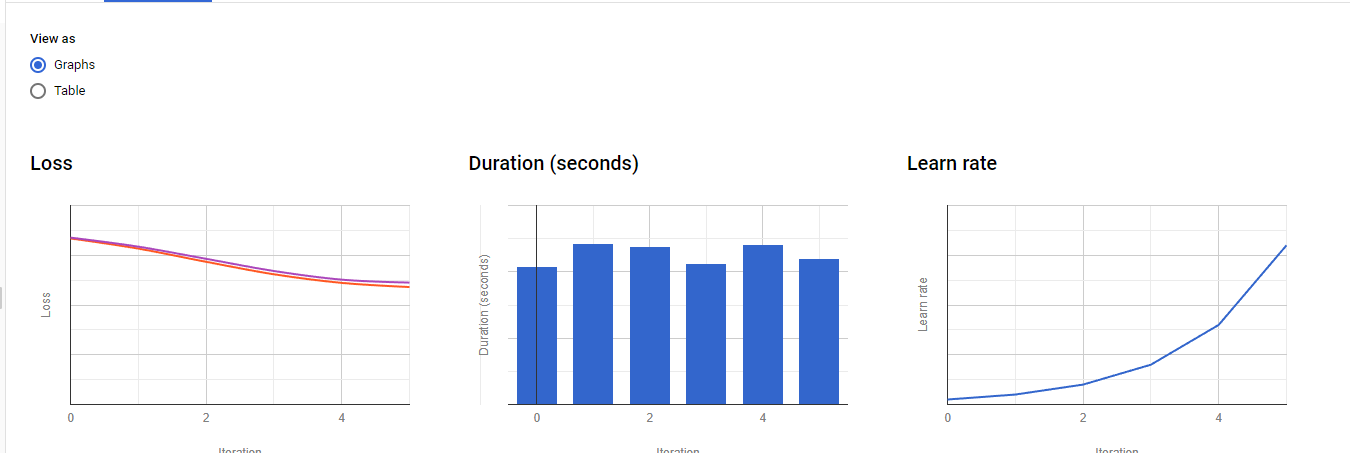 View as
Graphs
Table
Loss
Loss
0 2 4
Iteration
Duration (seconds)
Duration (seconds)
0 2 4
Iteration
Learn rate
Learn rate
0 2 4
Iteration